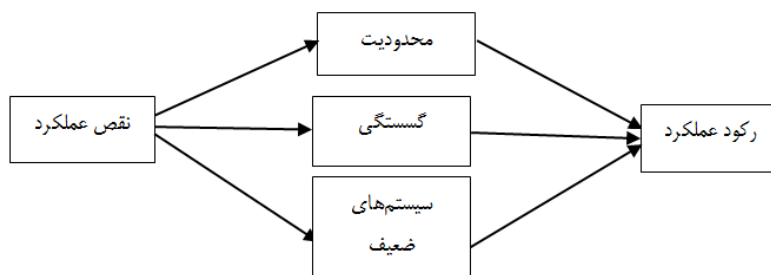 محدودیت
نقص عملکرد
گسستگی
رکود عملکرد
سیستم‌های
ضعیف